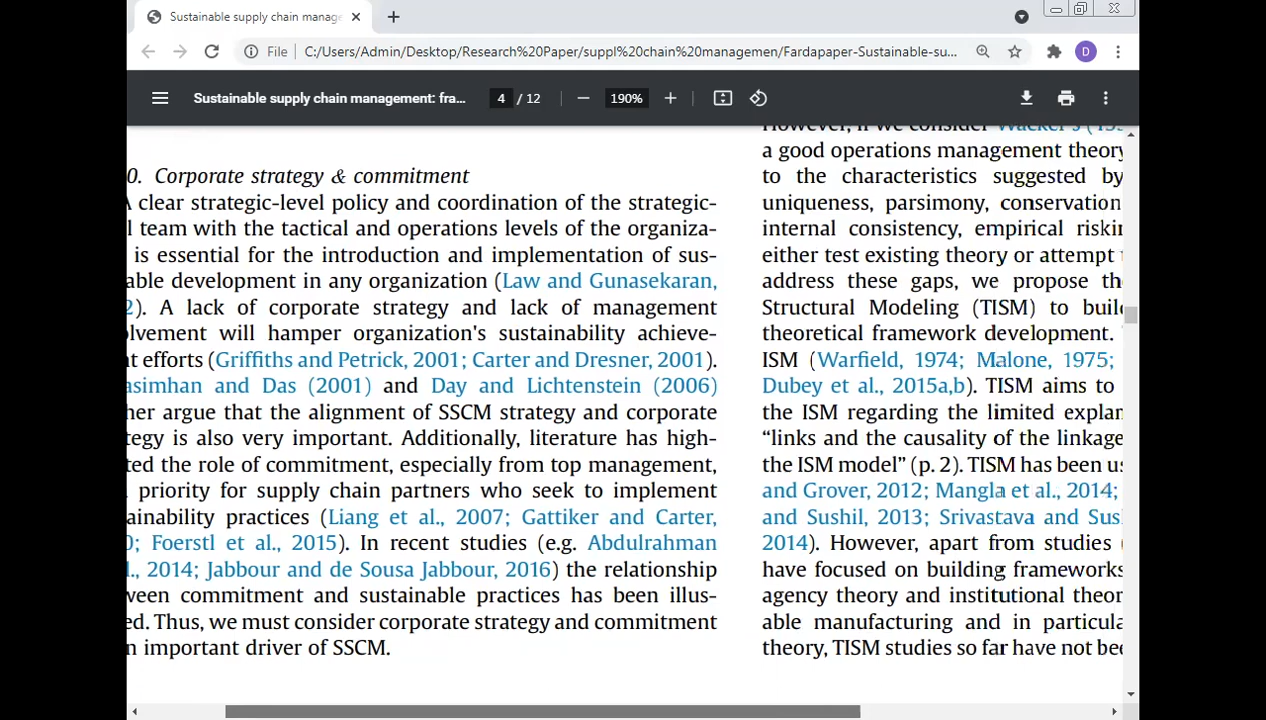 Sustainable supply chain manage
File
C:/Users/Admin/Desktop/Research%20Paper/suppl%20chain%20managemen/Fardapaper-Sustainable-su...
D
Sustainable supply chain management: fra...
4 / 12
190%
0. Corporate strategy & commitment
A clear strategic-level policy and coordination of the strategic-
l team with the tactical and operations levels of the organiza-
is essential for the introduction and implementation of sus-
able development in any organization (Law and Gunasekaran,
2). A lack of corporate strategy and lack of management
olvement will hamper organization's sustainability achieve-
nt efforts (Griffiths and Petrick, 2001; Carter and Dresner, 2001).
asimhan and Das (2001) and Day and Lichtenstein (2006)
her argue that the alignment of SSCM strategy and corporate
tegy is also very important. Additionally, literature has high-
ted the role of commitment, especially from top management,
priority for supply chain partners who seek to implement
ainability practices (Liang et al., 2007; Gattiker and Carter,
0; Foerstl et al., 2015). In recent studies (e.g. Abdulrahman
l., 2014; Jabbour and de Sousa Jabbour, 2016) the relationship
ween commitment and sustainable practices has been illus-
ed. Thus, we must consider corporate strategy and commitment
n important driver of SSCM.
However, if we consider Wacker's
a good operations management theory
to the characteristics suggested by
uniqueness, parsimony, conservation
internal consistency, empirical riskin
either test existing theory or attempt
address these gaps, we propose th
Structural Modeling (TISM) to build
theoretical framework development.
ISM (Warfield, 1974; Malone, 1975;
Dubey et al., 2015a,b). TISM aims to
the ISM regarding the limited explan
“links and the causality of the linkage
the ISM model” (p. 2). TISM has been us
and Grover, 2012; Mangla et al., 2014;
and Sushil, 2013; Srivastava and Sus
2014). However, apart from studies (
have focused on building frameworks
agency theory and institutional theor
able manufacturing and in particula
theory, TISM studies so far have not bee